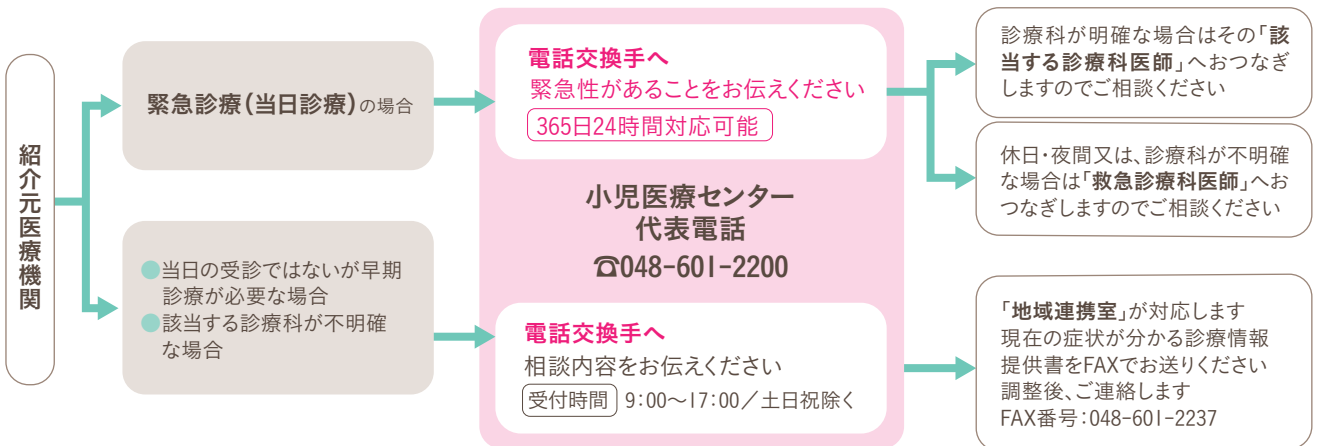 紹介元医療機関
緊急診療(当日診療)の場合
●当日の受診ではないが早期
診療が必要な場合
●該当する診療科が不明確
な場合
電話交換手へ
緊急性があることをお伝えください
365日24時間対応可能
小児医療センター
代表電話
☎048-601-2200
電話交換手へ
相談内容をお伝えください
受付時間 9:00〜17:00/土日祝除く
診療科が明確な場合はその「該
当する診療科医師」へおつなぎ
しますのでご相談ください
休日・夜間又は、診療科が不明確
な場合は「救急診療科医師」へお
つなぎしますのでご相談ください
「地域連携室」が対応します
現在の症状が分かる診療情報
提供書をFAXでお送りください
調整後、ご連絡します
FAX番号:048-601-2237